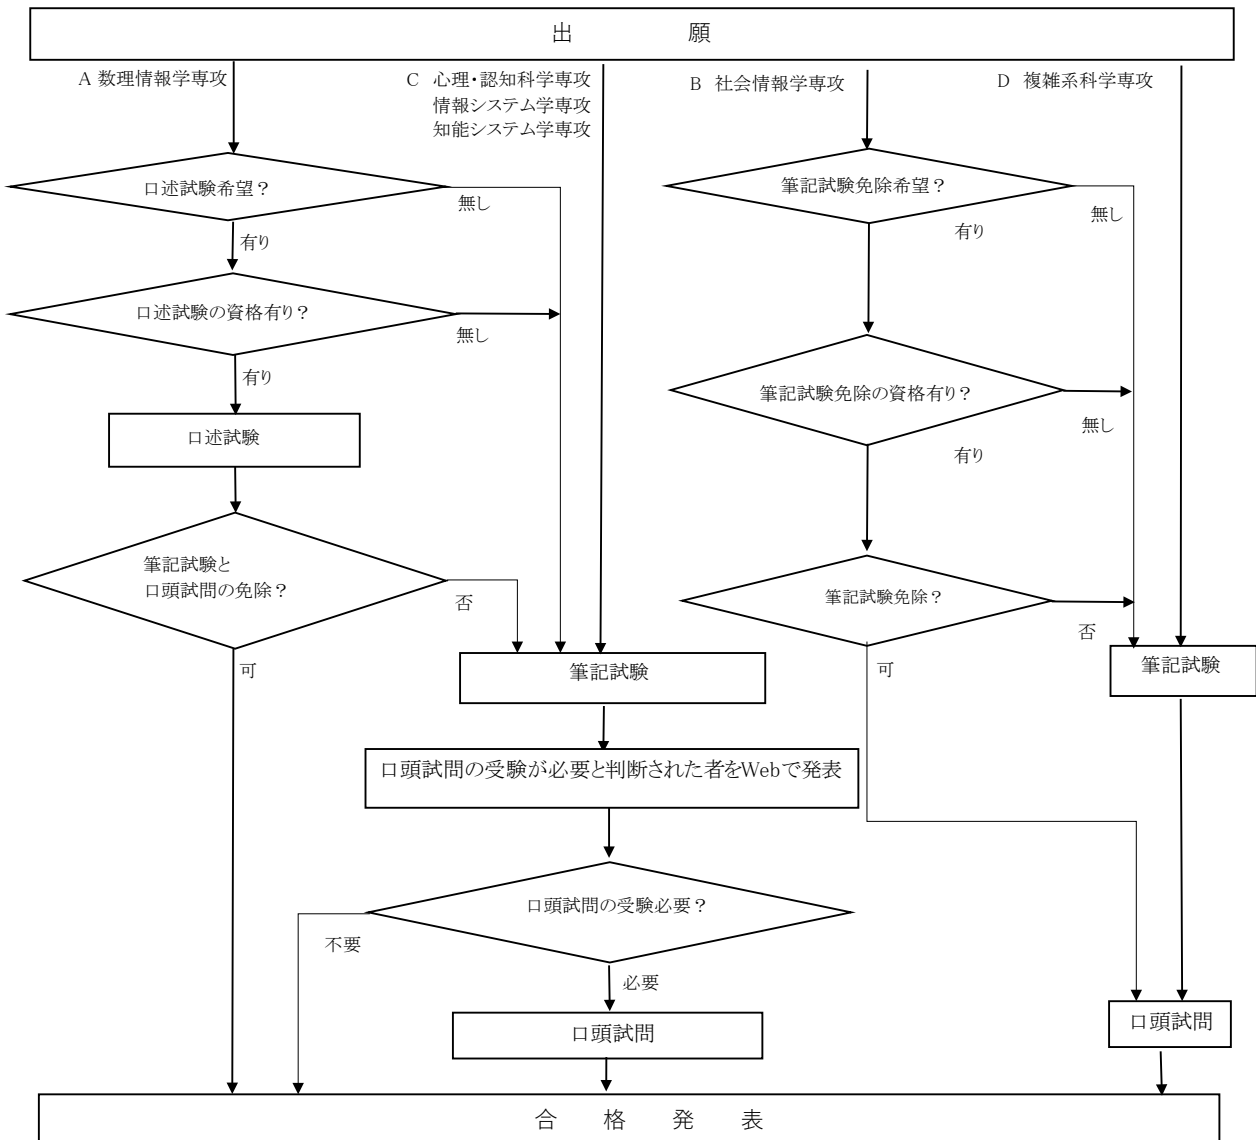 出願
A 数理情報学専攻
C 心理・認知科学専攻
情報システム学専攻
知能システム学専攻
B 社会情報学専攻
D 複雑系科学専攻
口述試験希望？
無し
有り
筆記試験免除希望？
無し
有り
口述試験の資格有り？
無し
有り
筆記試験免除の資格有り？
無し
有り
口述試験
筆記試験と
口頭試問の免除？
否
可
筆記試験免除？
否
可
筆記試験
筆記試験
口頭試問の受験が必要と判断された者をWebで発表
口頭試問の受験必要？
不要
必要
口頭試問
口頭試問
合格発表